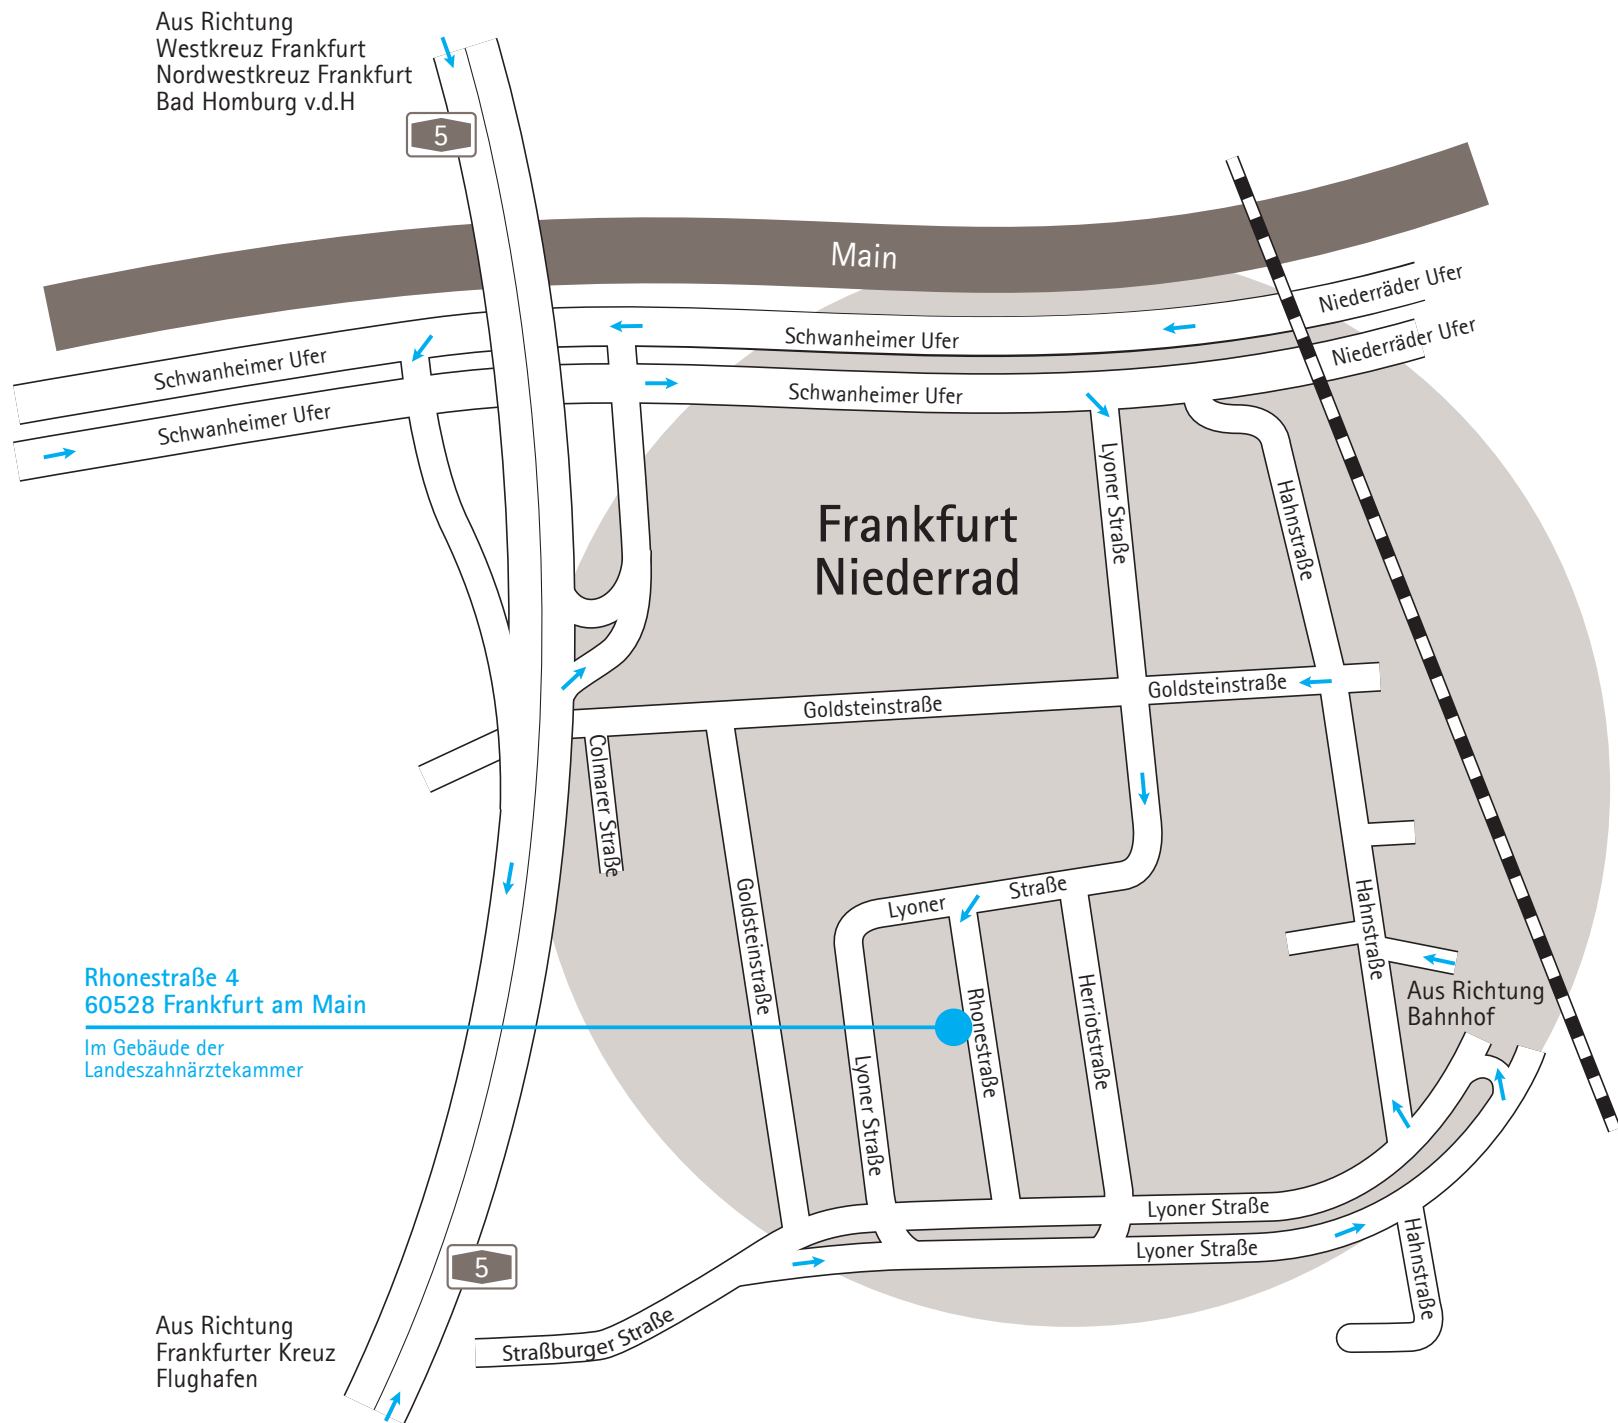 Aus Richtung
Westkreuz Frankfurt
Nordwestkreuz Frankfurt
Bad Homburg v.d.H
5
Main
Niederräder Ufer
Niederräder Ufer
Schwanheimer Ufer
Schwanheimer Ufer
Schwanheimer Ufer
Schwanheimer Ufer
Lyoner Straße
Hahnstraße
Frankfurt
Niederrad
Goldsteinstraße
Goldsteinstraße
Colmarer Straße
Goldsteinstraße
Lyoner Straße
Hahnstraße
Rhonestraße 4
60528 Frankfurt am Main
Im Gebäude der
Landeszahnärztekammer
Rhonestraße
Herriotstraße
Lyoner Straße
Aus Richtung
Bahnhof
Lyoner Straße
Lyoner Straße
Hahnstraße
5
Straßburger Straße
Aus Richtung
Frankfurter Kreuz
Flughafen